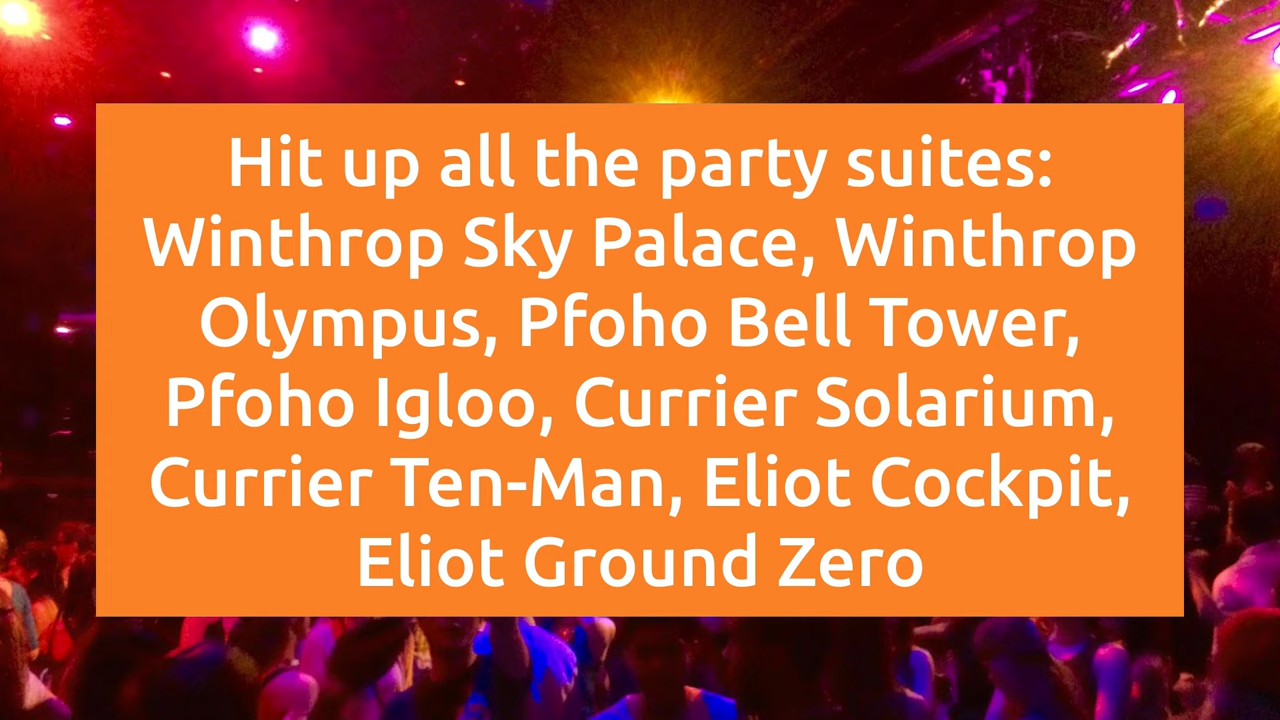 Hit up all the party suites:
Winthrop Sky Palace, Winthrop
Olympus, Pfoho Bell Tower,
Pfoho Igloo, Currier Solarium,
Currier Ten-Man, Eliot Cockpit,
Eliot Ground Zero